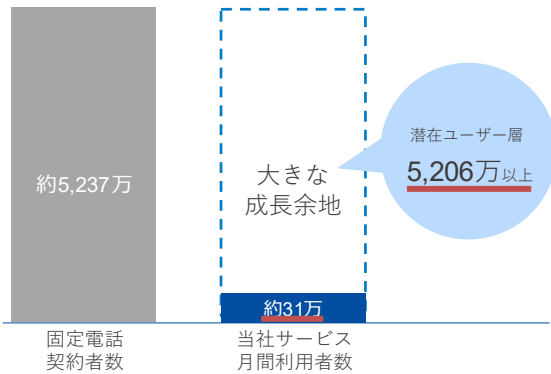 約5,237万
大きな
成長余地
潜在ユーザー層
5,206万以上
約31万
固定電話
契約者数
当社サービス
月間利用者数